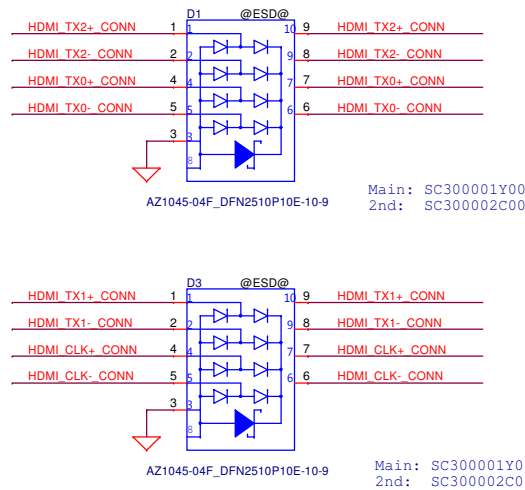 D1 @ESD@
HDMI_TX2+_CONN 1 1 10 9 HDMI_TX2+_CONN
HDMI_TX2-_CONN 2 2 9 8 HDMI_TX2-_CONN
HDMI_TX0+_CONN 4 4 7 7 HDMI_TX0+_CONN
HDMI_TX0-_CONN 5 5 6 6 HDMI_TX0-_CONN
3 3
8
AZ1045-04F_DFN2510P10E-10-9
Main: SC300001Y00
2nd: SC300002C00
D3 @ESD@
HDMI_TX1+_CONN 1 1 10 9 HDMI_TX1+_CONN
HDMI_TX1-_CONN 2 2 9 8 HDMI_TX1-_CONN
HDMI_CLK+_CONN 4 4 7 7 HDMI_CLK+_CONN
HDMI_CLK-_CONN 5 5 6 6 HDMI_CLK-_CONN
3 3
8
AZ1045-04F_DFN2510P10E-10-9
Main: SC300001Y0
2nd: SC300002C0